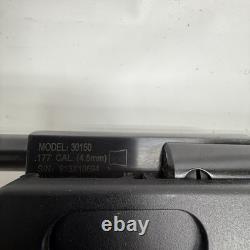 MODEL: 30150
.177 CAL. (4.5mm)
S/N:
ebay